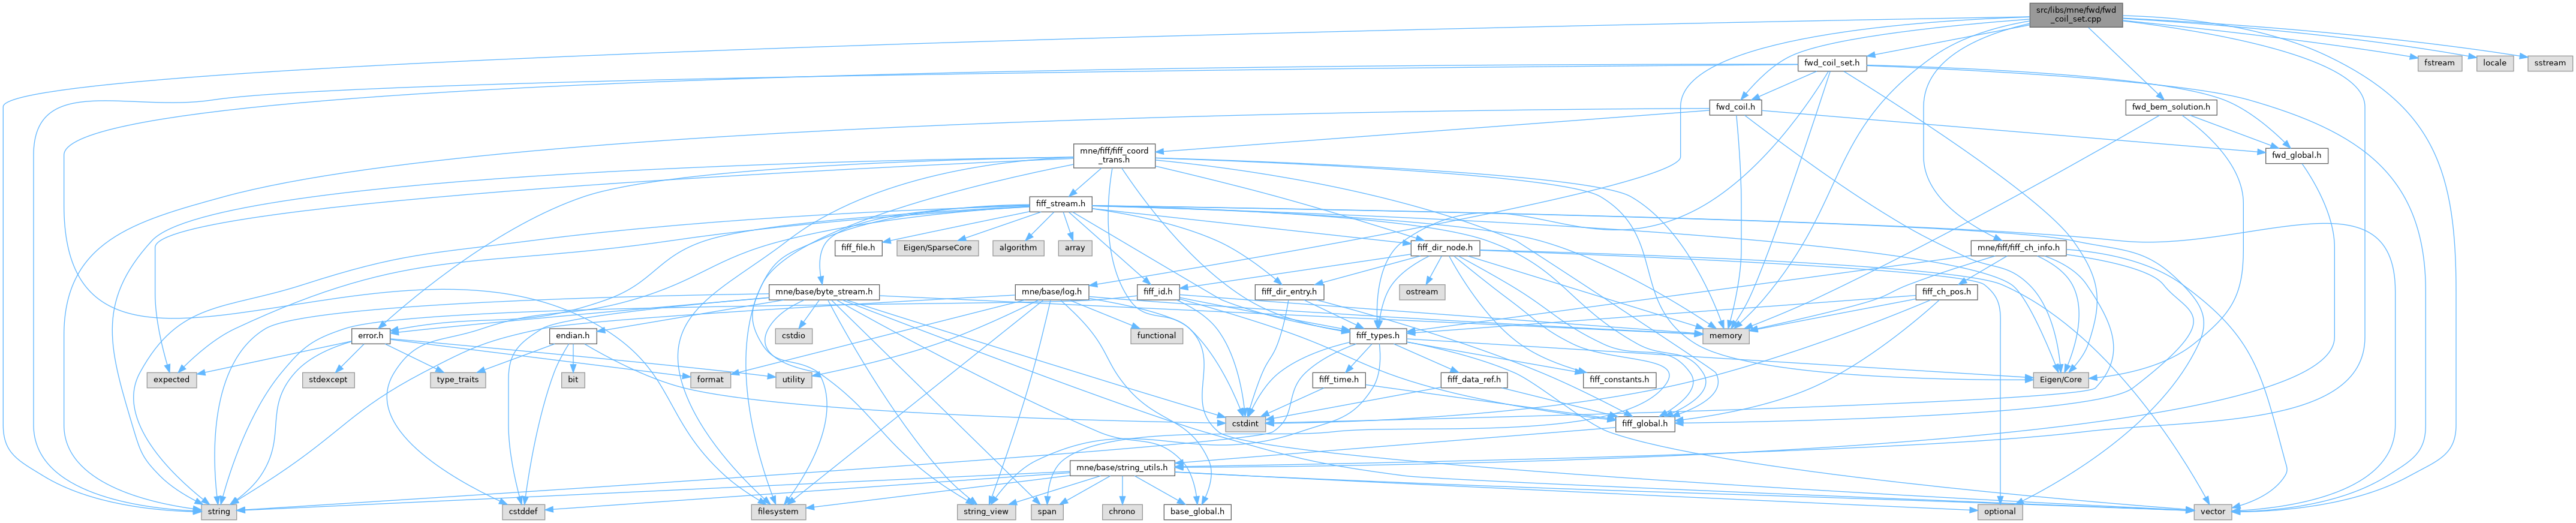 src/libs/mne/fwd/fwd
_coil_set.cpp
fwd_coil_set.h
fstream
locale
sstream
fwd_coil.h
fwd_bem_solution.h
mne/fiff/fiff_coord
_trans.h
fwd_global.h
fiff_stream.h
fiff_file.h
Eigen/SparseCore
algorithm
array
fiff_dir_node.h
mne/fiff/fiff_ch_info.h
mne/base/byte_stream.h
mne/base/log.h
fiff_id.h
fiff_dir_entry.h
ostream
fiff_ch_pos.h
error.h
endian.h
cstdio
functional
fiff_types.h
memory
expected
stdexcept
type_traits
bit
format
utility
fiff_time.h
fiff_data_ref.h
fiff_constants.h
Eigen/Core
cstdint
fiff_global.h
mne/base/string_utils.h
string
cstddef
filesystem
string_view
span
chrono
base_global.h
optional
vector